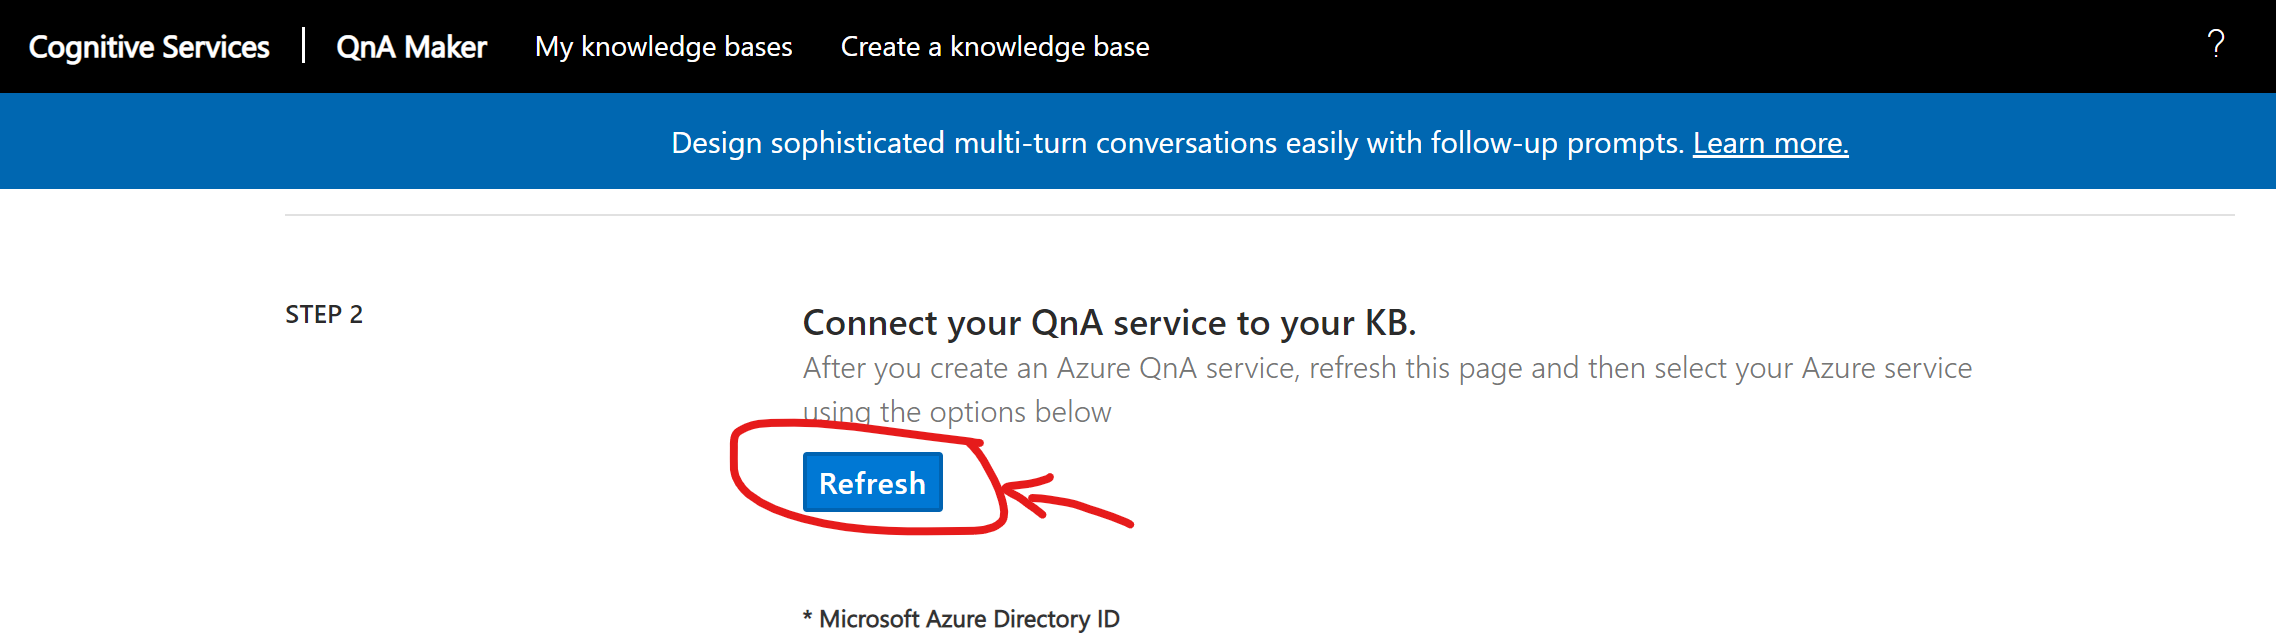 Cognitive Services | QnA Maker My knowledge bases Create a knowledge base ?
Design sophisticated multi-turn conversations easily with follow-up prompts. Learn more.
STEP 2
Connect your QnA service to your KB.
After you create an Azure QnA service, refresh this page and then select your Azure service
using the options below
Refresh
* Microsoft Azure Directory ID